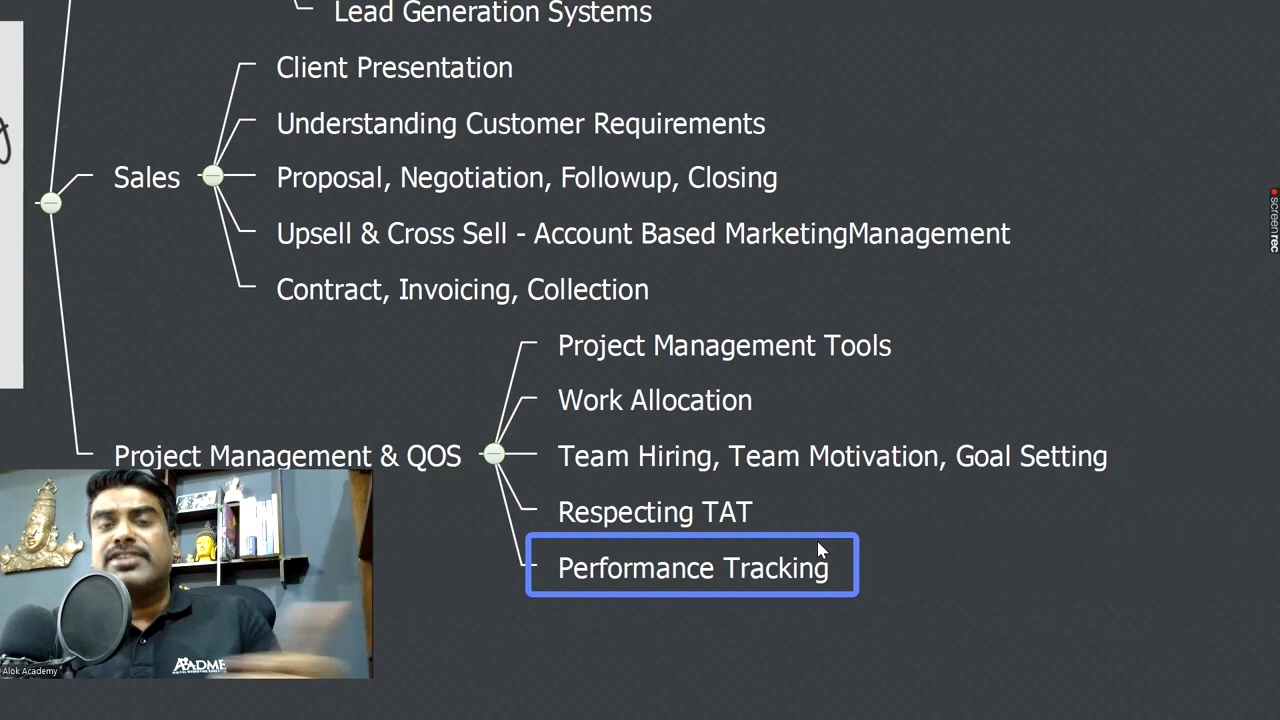 Lead Generation Systems
Client Presentation
Understanding Customer Requirements
Sales
Proposal, Negotiation, Followup, Closing
Upsell & Cross Sell - Account Based MarketingManagement
Contract, Invoicing, Collection
Project Management Tools
Work Allocation
Project Management & QOS
Team Hiring, Team Motivation, Goal Setting
Respecting TAT
Performance Tracking
screenrec
ADME
Alok Academy